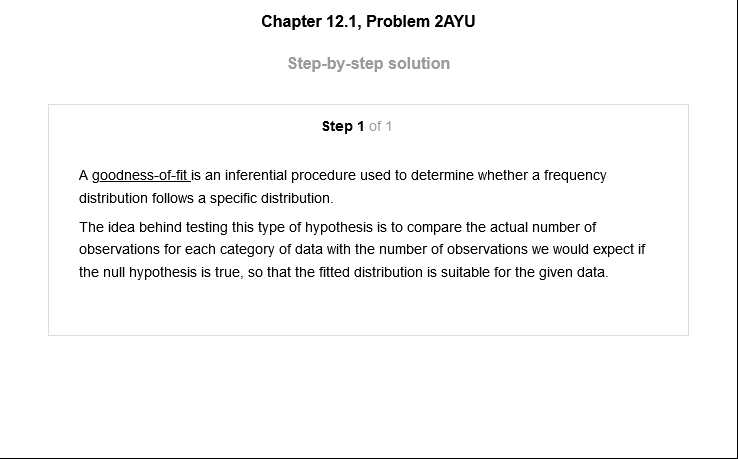 Chapter 12.1, Problem 2AYU
Step-by-step solution
Step 1 of 1
A goodness-of-fit is an inferential procedure used to determine whether a frequency
distribution follows a specific distribution.
The idea behind testing this type of hypothesis is to compare the actual number of
observations for each category of data with the number of observations we would expect if
the null hypothesis is true, so that the fitted distribution is suitable for the given data.